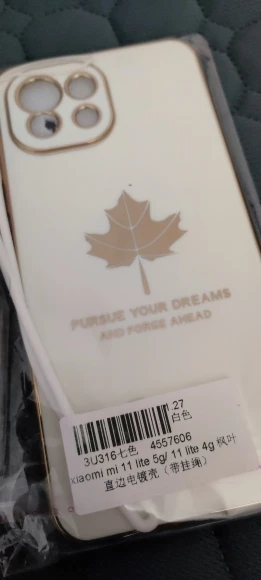 PURSUE YOUR DREAMS
AND FORGE AHEAD
1.27
白色
3U316七色 4557606
xiaomi mi 11 lite 5g/ 11 lite 4g 枫叶
直边电镀壳（带挂绳）